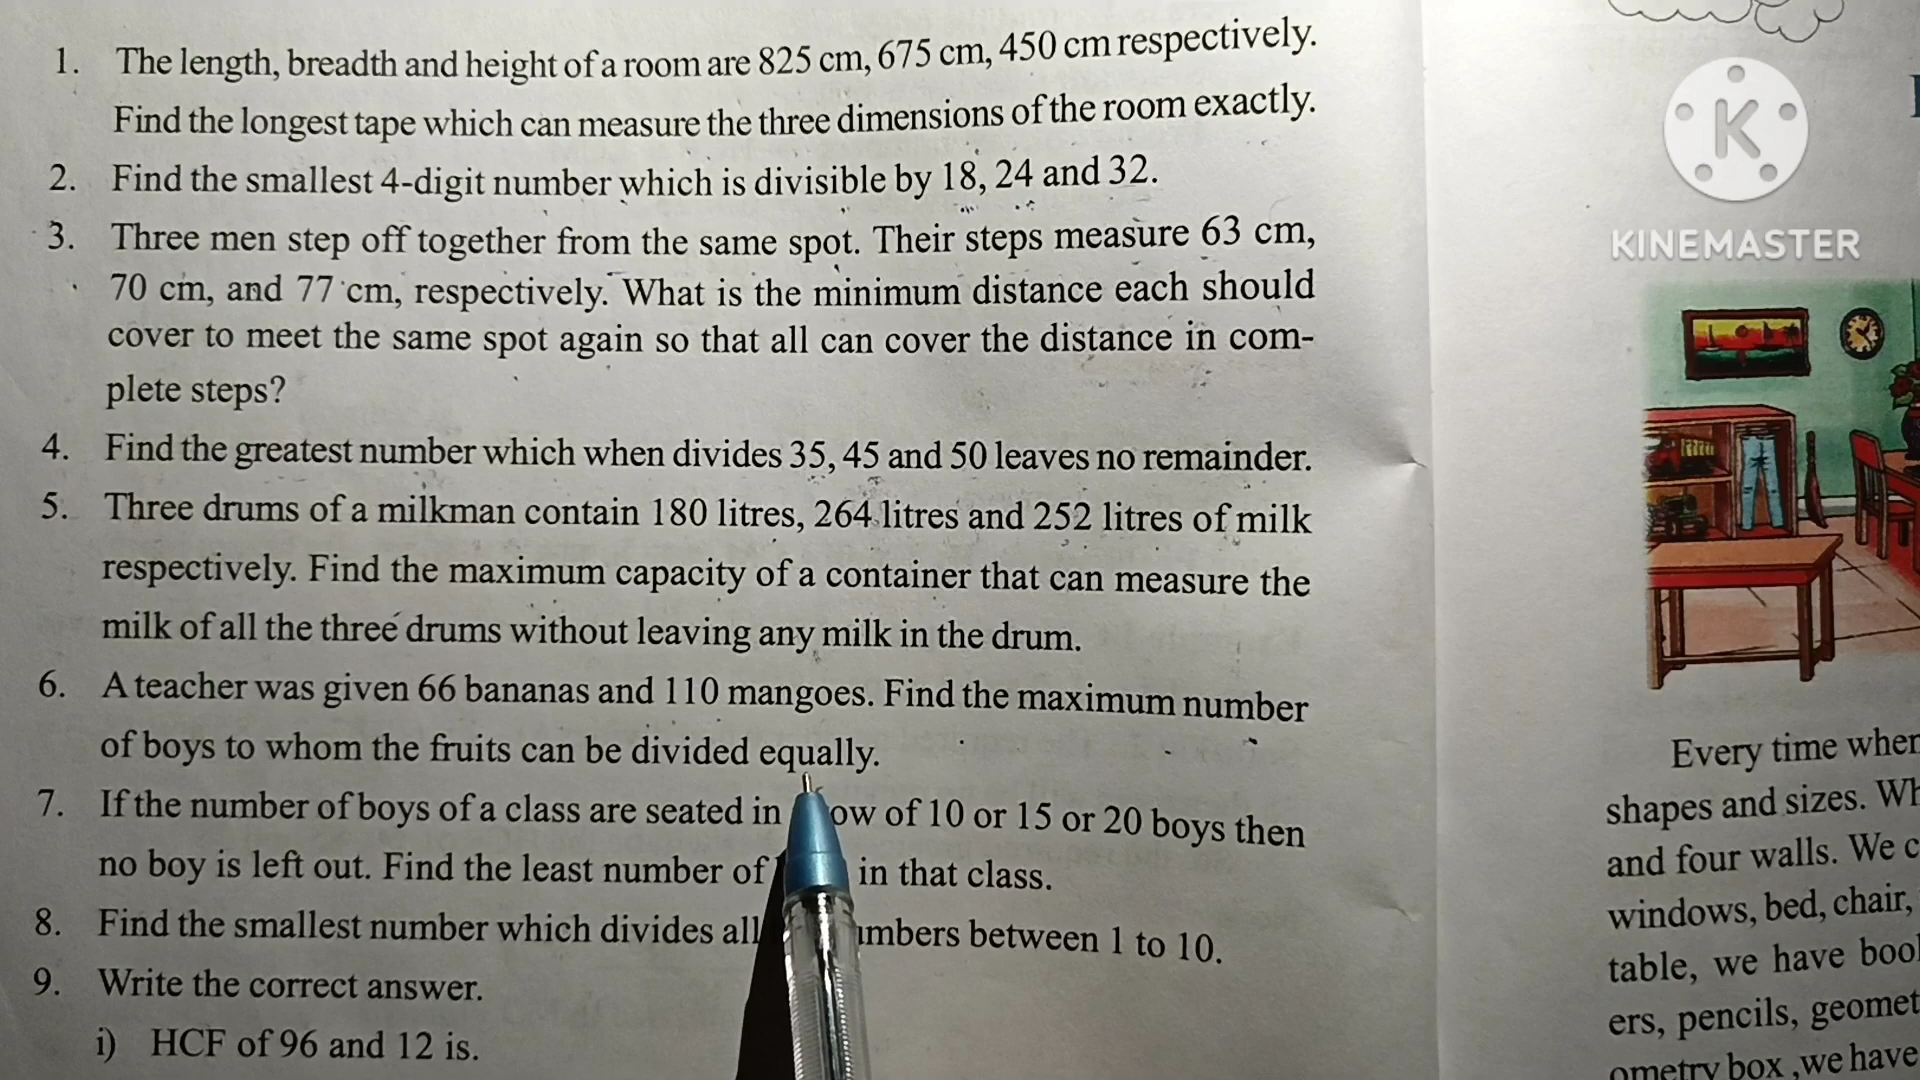 1. The length, breadth and height of a room are 825 cm, 675 cm, 450 cm respectively.
Find the longest tape which can measure the three dimensions of the room exactly.
2. Find the smallest 4-digit number which is divisible by 18, 24 and 32.
3. Three men step off together from the same spot. Their steps measure 63 cm,
70 cm, and 77 cm, respectively. What is the minimum distance each should
cover to meet the same spot again so that all can cover the distance in com-
plete steps?
4. Find the greatest number which when divides 35, 45 and 50 leaves no remainder.
5. Three drums of a milkman contain 180 litres, 264 litres and 252 litres of milk
respectively. Find the maximum capacity of a container that can measure the
milk of all the three drums without leaving any milk in the drum.
6. A teacher was given 66 bananas and 110 mangoes. Find the maximum number
of boys to whom the fruits can be divided equally.
7. If the number of boys of a class are seated in ow of 10 or 15 or 20 boys then
no boy is left out. Find the least number of in that class.
8. Find the smallest number which divides all umbers between 1 to 10.
9. Write the correct answer.
i) HCF of 96 and 12 is.
KINEMASTER
Every time when
shapes and sizes. Wh
and four walls. We c
windows, bed, chair,
table, we have bool
ers, pencils, geomet
ometry box ,we have